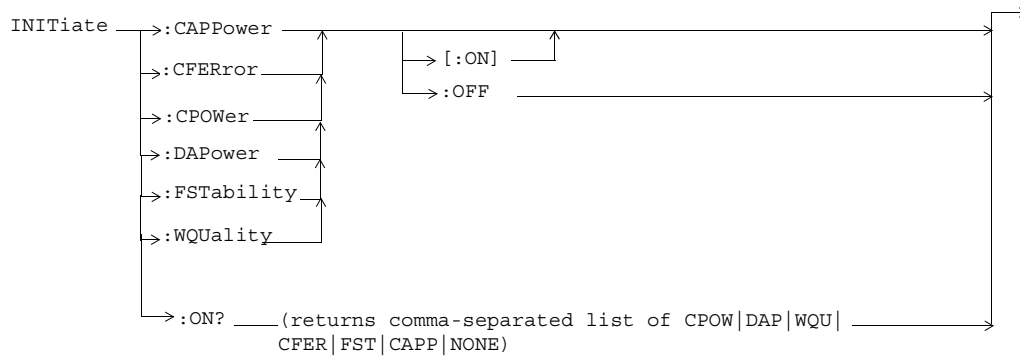 INITiate :CAPPower
[:ON]
:CFERror
:OFF
:CPOWer
:DAPower
:FSTability
:WQUality
:ON? (returns comma-separated list of CPOW|DAP|WQU|
CFER|FST|CAPP|NONE)